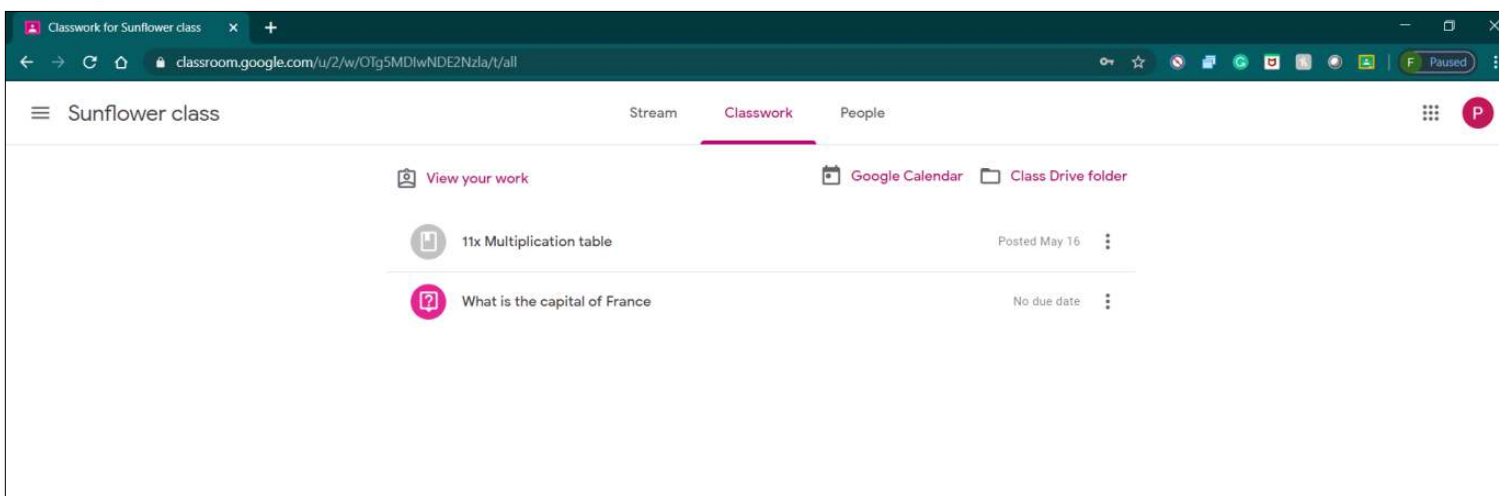 Classwork for Sunflower class
classroom.google.com/u/2/w/OTg5MDIwNDE2NzIa/t/all
F Paused
Sunflower class Stream Classwork People P
View your work Google Calendar Class Drive folder
11x Multiplication table Posted May 16
What is the capital of France No due date